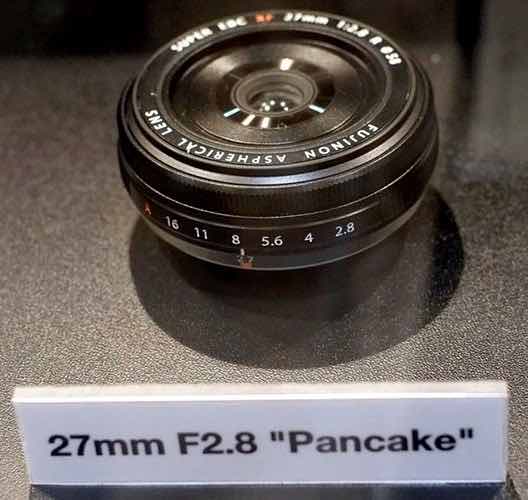 SUPER EBC XF 27mm 1:2.8 R Ø39
FUJINON ASPHERICAL LENS
A 16 11 8 5.6 4 2.8
27mm F2.8 "Pancake"